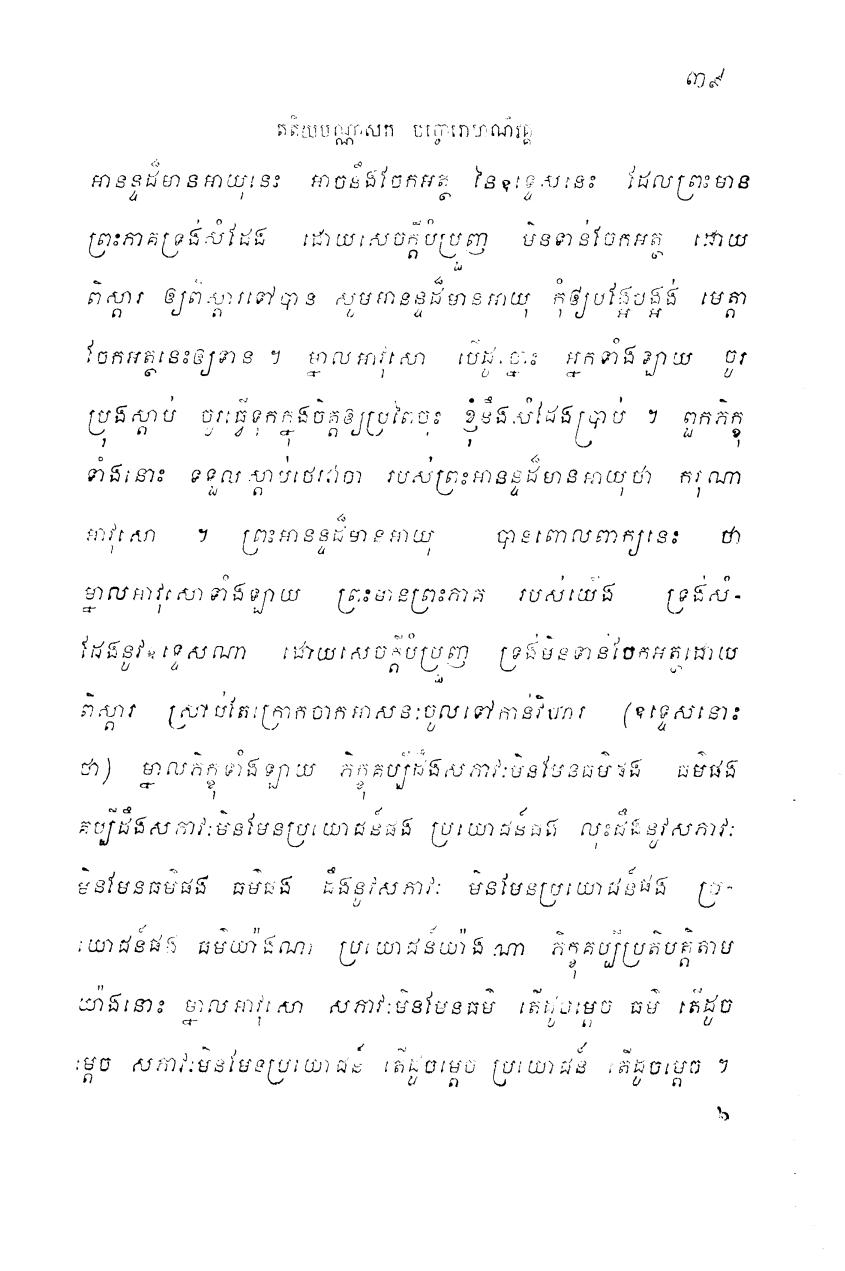 ៣៩
តតិយបណ្ណាសក បច្ចោរោហណិវគ្គ
អានន្ទដ៏មានអាយុនេះ អាចនឹងចែកអត្ថ នៃឧទ្ទេសនេះ ដែលព្រះមាន
ព្រះភាគទ្រង់សំដែង ដោយសេចក្តីបំប្រួញ មិនទាន់ចែកអត្ថ ដោយ
ពិស្តារ ឲ្យពិស្តារទៅបាន សូមអានន្ទដ៏មានអាយុ កុំឲ្យបង្អែបង្អង់ មេត្តា
ចែកអត្ថនេះឲ្យទាន ។ ម្នាលអាវុសោ បើដូច្នោះ អ្នកទាំងឡាយ ចូរ
ប្រុងស្តាប់ ចូរធ្វើទុកក្នុងចិត្តឲ្យប្រពៃចុះ ខ្ញុំនឹងសំដែងប្រាប់ ។ ពួកភិក្ខុ
ទាំងនោះ ទទួលស្តាប់ថេរវាចា របស់ព្រះអានន្ទដ៏មានអាយុថា ករុណា
អាវុសោ ។ ព្រះអានន្ទដ៏មានអាយុ បានពោលពាក្យនេះ ថា
ម្នាលអាវុសោទាំងឡាយ ព្រះមានព្រះភាគ របស់យើង ទ្រង់សំ-
ដែងនូវឧទ្ទេសណា ដោយសេចក្តីបំប្រួញ ទ្រង់មិនទាន់ចែកអត្ថដោយ
ពិស្តារ ស្រាប់តែក្រោកចាកអាសនៈចូលទៅកាន់វិហារ (ឧទ្ទេសនោះ
ថា) ម្នាលភិក្ខុទាំងឡាយ ភិក្ខុគប្បីដឹងសភាវៈមិនមែនធម៌ផង ធម៌ផង
គប្បីដឹងសភាវៈមិនមែនប្រយោជន៍ផង ប្រយោជន៍ផង លុះដឹងនូវសភាវៈ
មិនមែនធម៌ផង ធម៌ផង ដឹងនូវសភាវៈ មិនមែនប្រយោជន៍ផង ប្រ-
យោជន៍ផង ធម៌យ៉ាងណា ប្រយោជន៍យ៉ាងណា ភិក្ខុគប្បីប្រតិបត្តិតាម
យ៉ាងនោះ ម្នាលអាវុសោ សភាវៈមិនមែនធម៌ តើដូចម្តេច ធម៌ តើដូច
ម្តេច សភាវៈមិនមែនប្រយោជន៍ តើដូចម្តេច ប្រយោជន៍ តើដូចម្តេច ។
៦